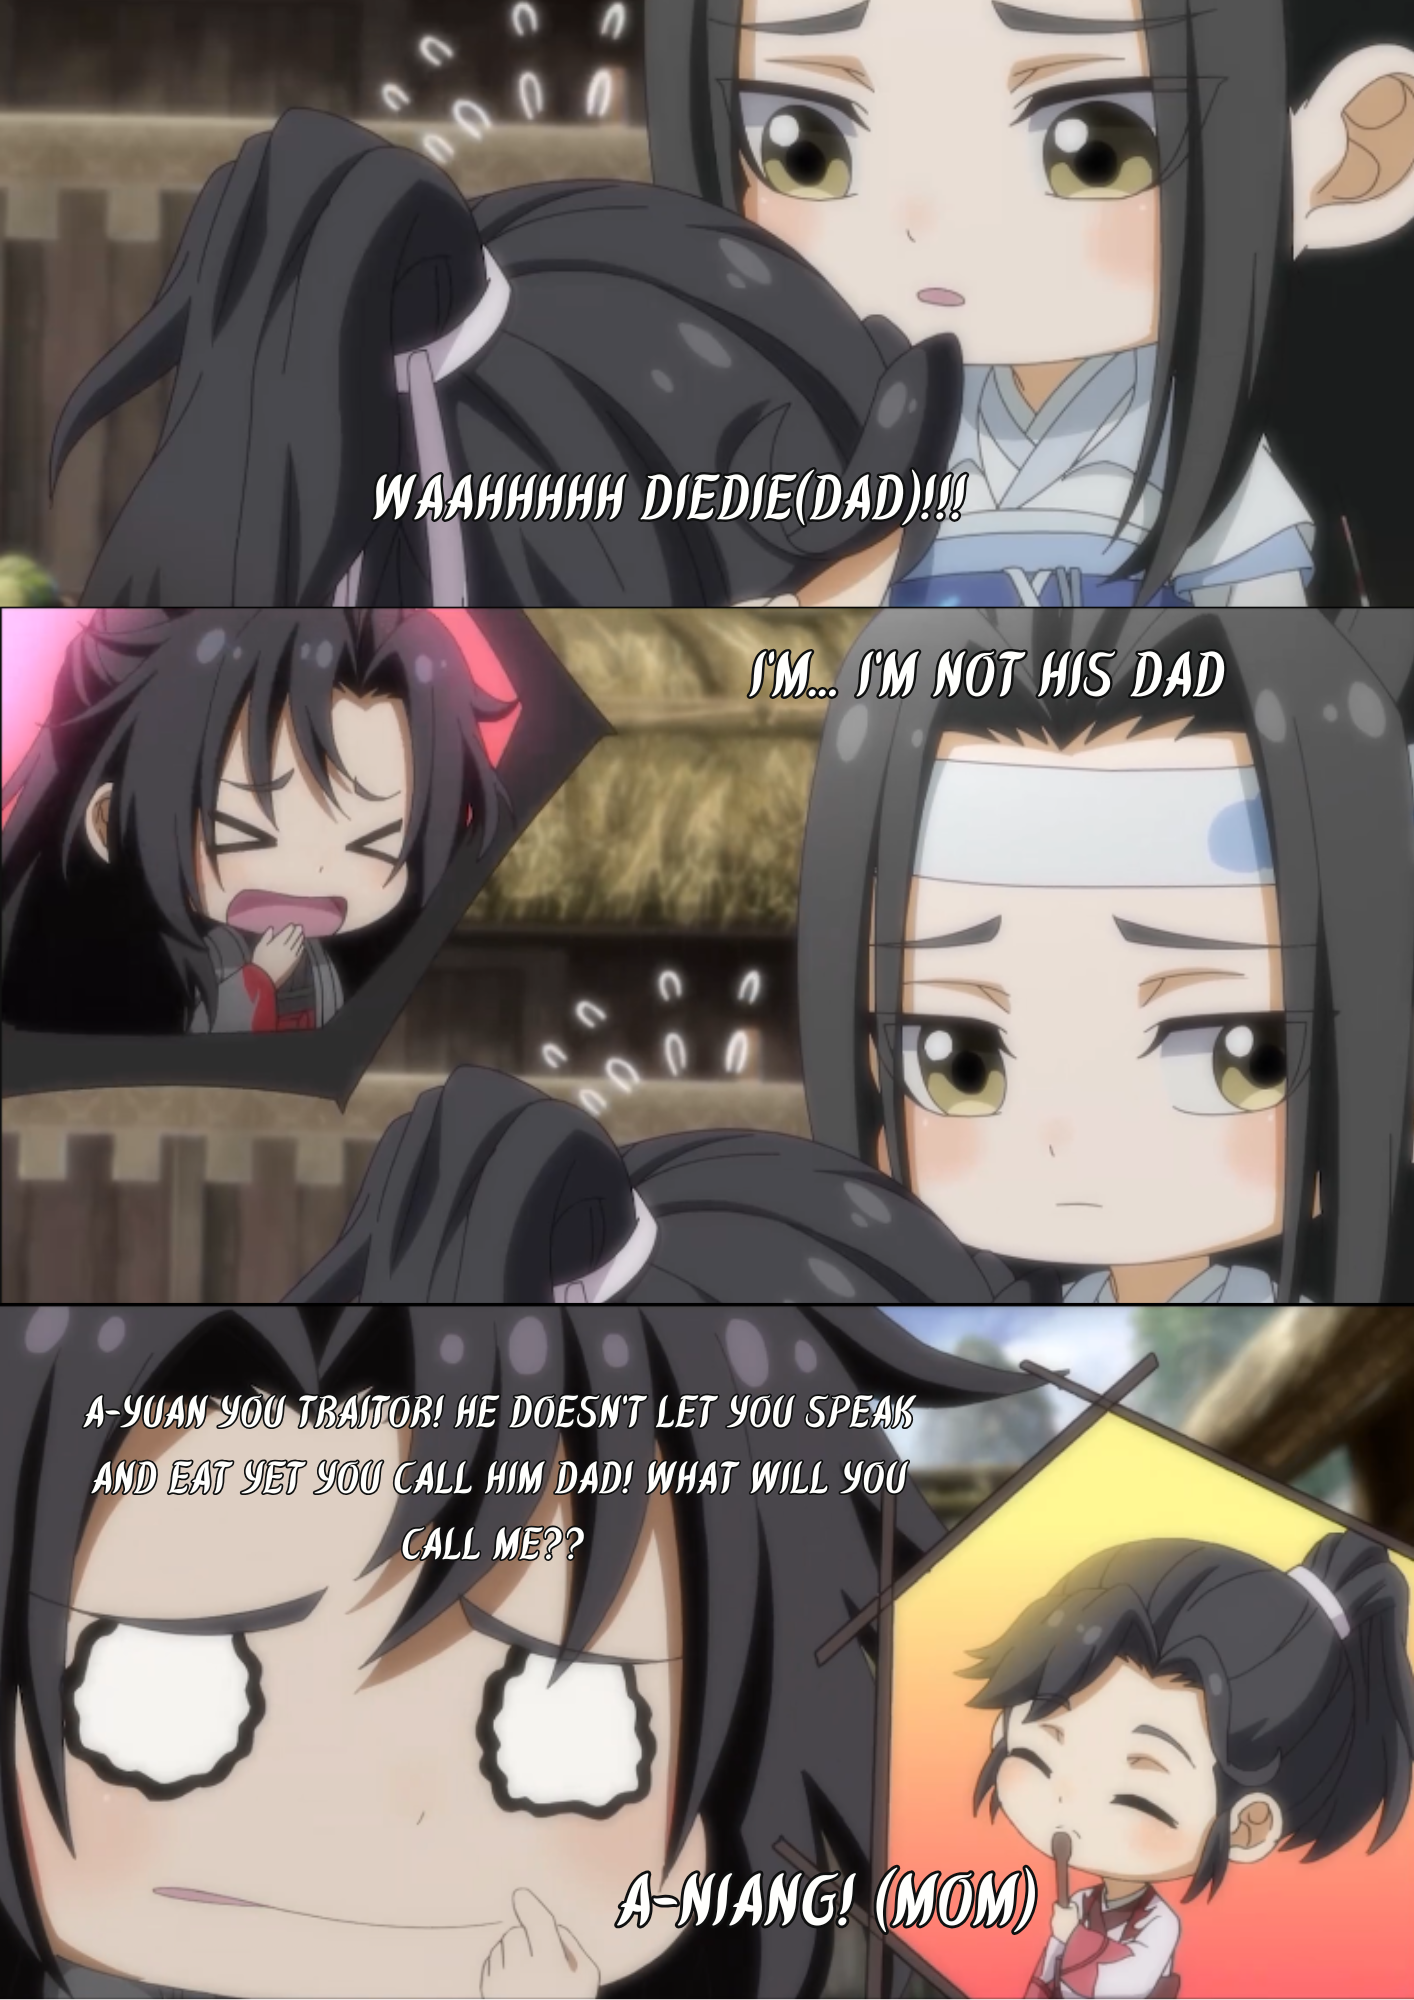 WAAHHHHH DIEDIE(DAD)!!!
I'M... I'M NOT HIS DAD
A-YUAN YOU TRAITOR! HE DOESN'T LET YOU SPEAK
AND EAT YET YOU CALL HIM DAD! WHAT WILL YOU
CALL ME??
A-NIANG! (MOM)